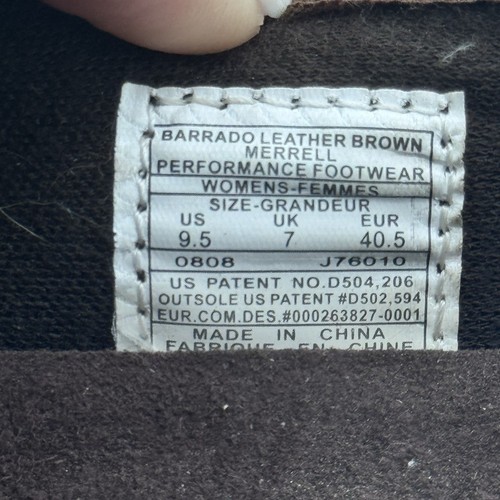 BARRADO LEATHER BROWN
MERRELL
PERFORMANCE FOOTWEAR
WOMENS-FEMMES
SIZE-GRANDEUR
US UK EUR
9.5 7 40.5
0808 J76010
US PATENT NO.D504,206
OUTSOLE US PATENT #D502,594
EUR.COM.DES.#000263827-0001
MADE IN CHINA
FABRIQUE EN CHINE